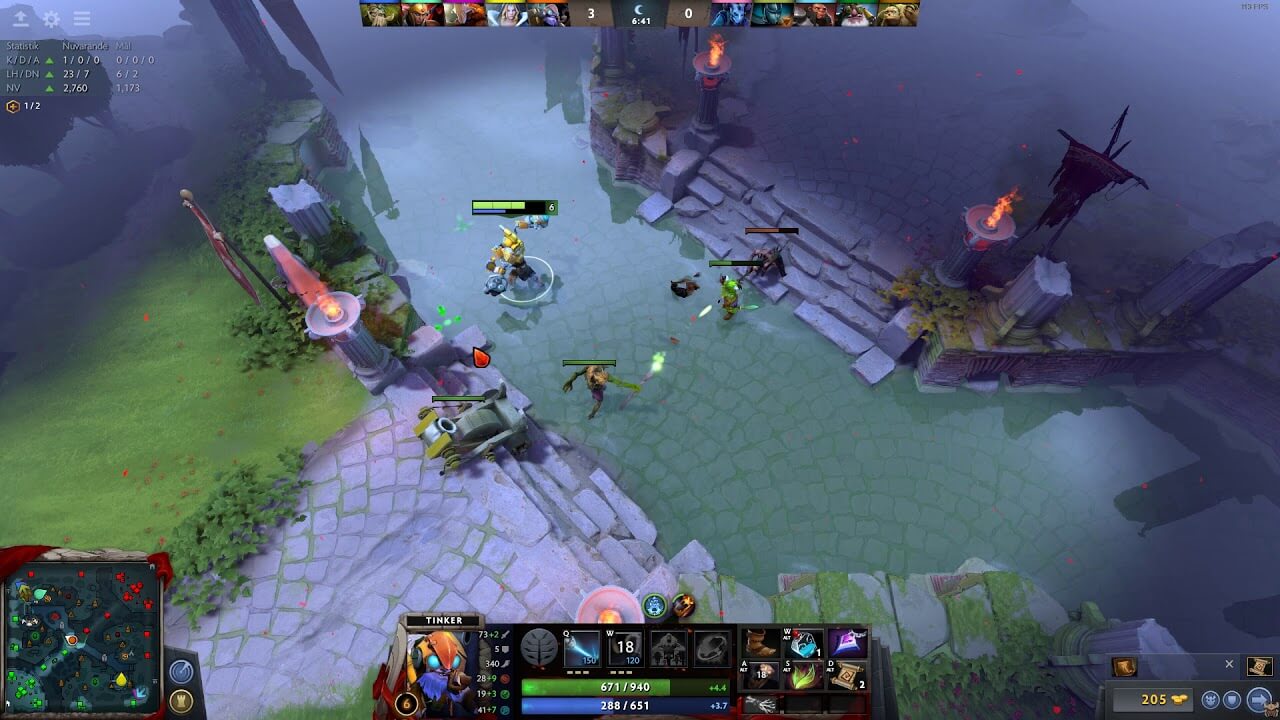 3
6:41
0
113 FPS
Statistik Nuvarande Mål
K / D / A 1 / 0 / 0 0 / 0 / 0
LH / DN 23 / 7 6 / 2
NV 2,760 1,173
1/2
6
TINKER
73+2
5
340
28+9
19+3
41+7
6
Q 150
W 18 120
671 / 940 +4.4
288 / 651 +3.7
W ALT 1
A ALT 18
S ALT
D ALT 2
205